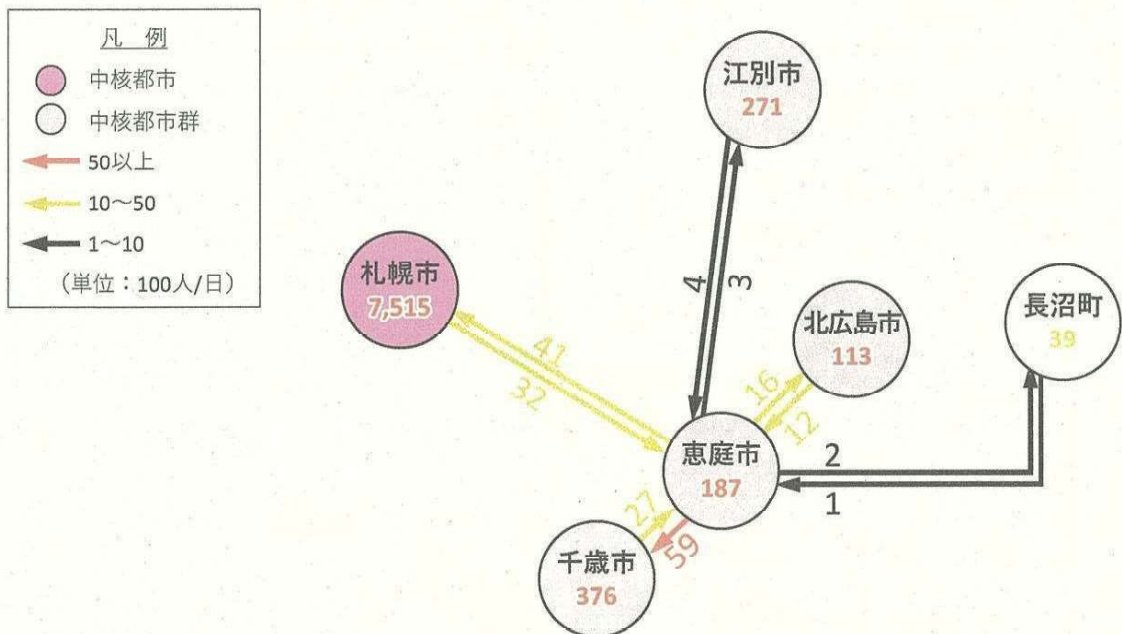 凡 例
中核都市
中核都市群
50以上
10～50
1～10
（単位：100人/日）
江別市
271
札幌市
7,515
4
3
北広島市
113
長沼町
39
41
32
16
12
恵庭市
187
2
1
27
59
千歳市
376